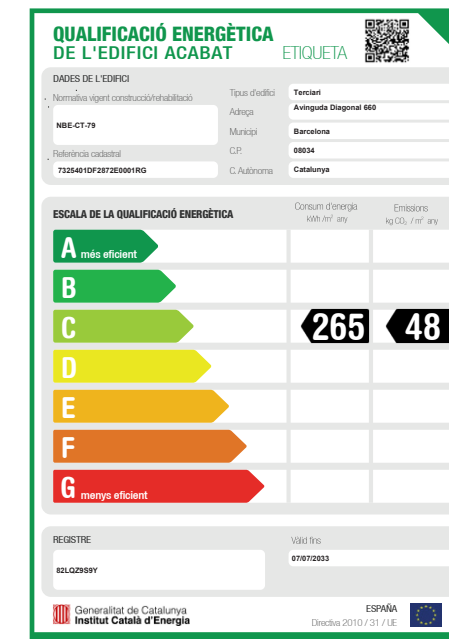 QUALIFICACIÓ ENERGÈTICA
DE L'EDIFICI ACABAT
ETIQUETA
DADES DE L'EDIFICI
Normativa vigent construcció/rehabilitació
NBE-CT-79
Referència cadastral
7325401DF2872E0001RG
Tipus d'edifici
Terciari
Adreça
Avinguda Diagonal 660
Municipi
Barcelona
C.P.
08034
C. Autònoma
Catalunya
ESCALA DE LA QUALIFICACIÓ ENERGÈTICA
Consum d'energia
kWh /m² any
Emissions
kg CO₂ / m² any
A més eficient
B
C
265
48
D
E
F
G menys eficient
REGISTRE
82LQZ9S9Y
Vàlid fins
07/07/2033
Generalitat de Catalunya
Institut Català d'Energia
ESPAÑA
Directiva 2010 / 31 / UE